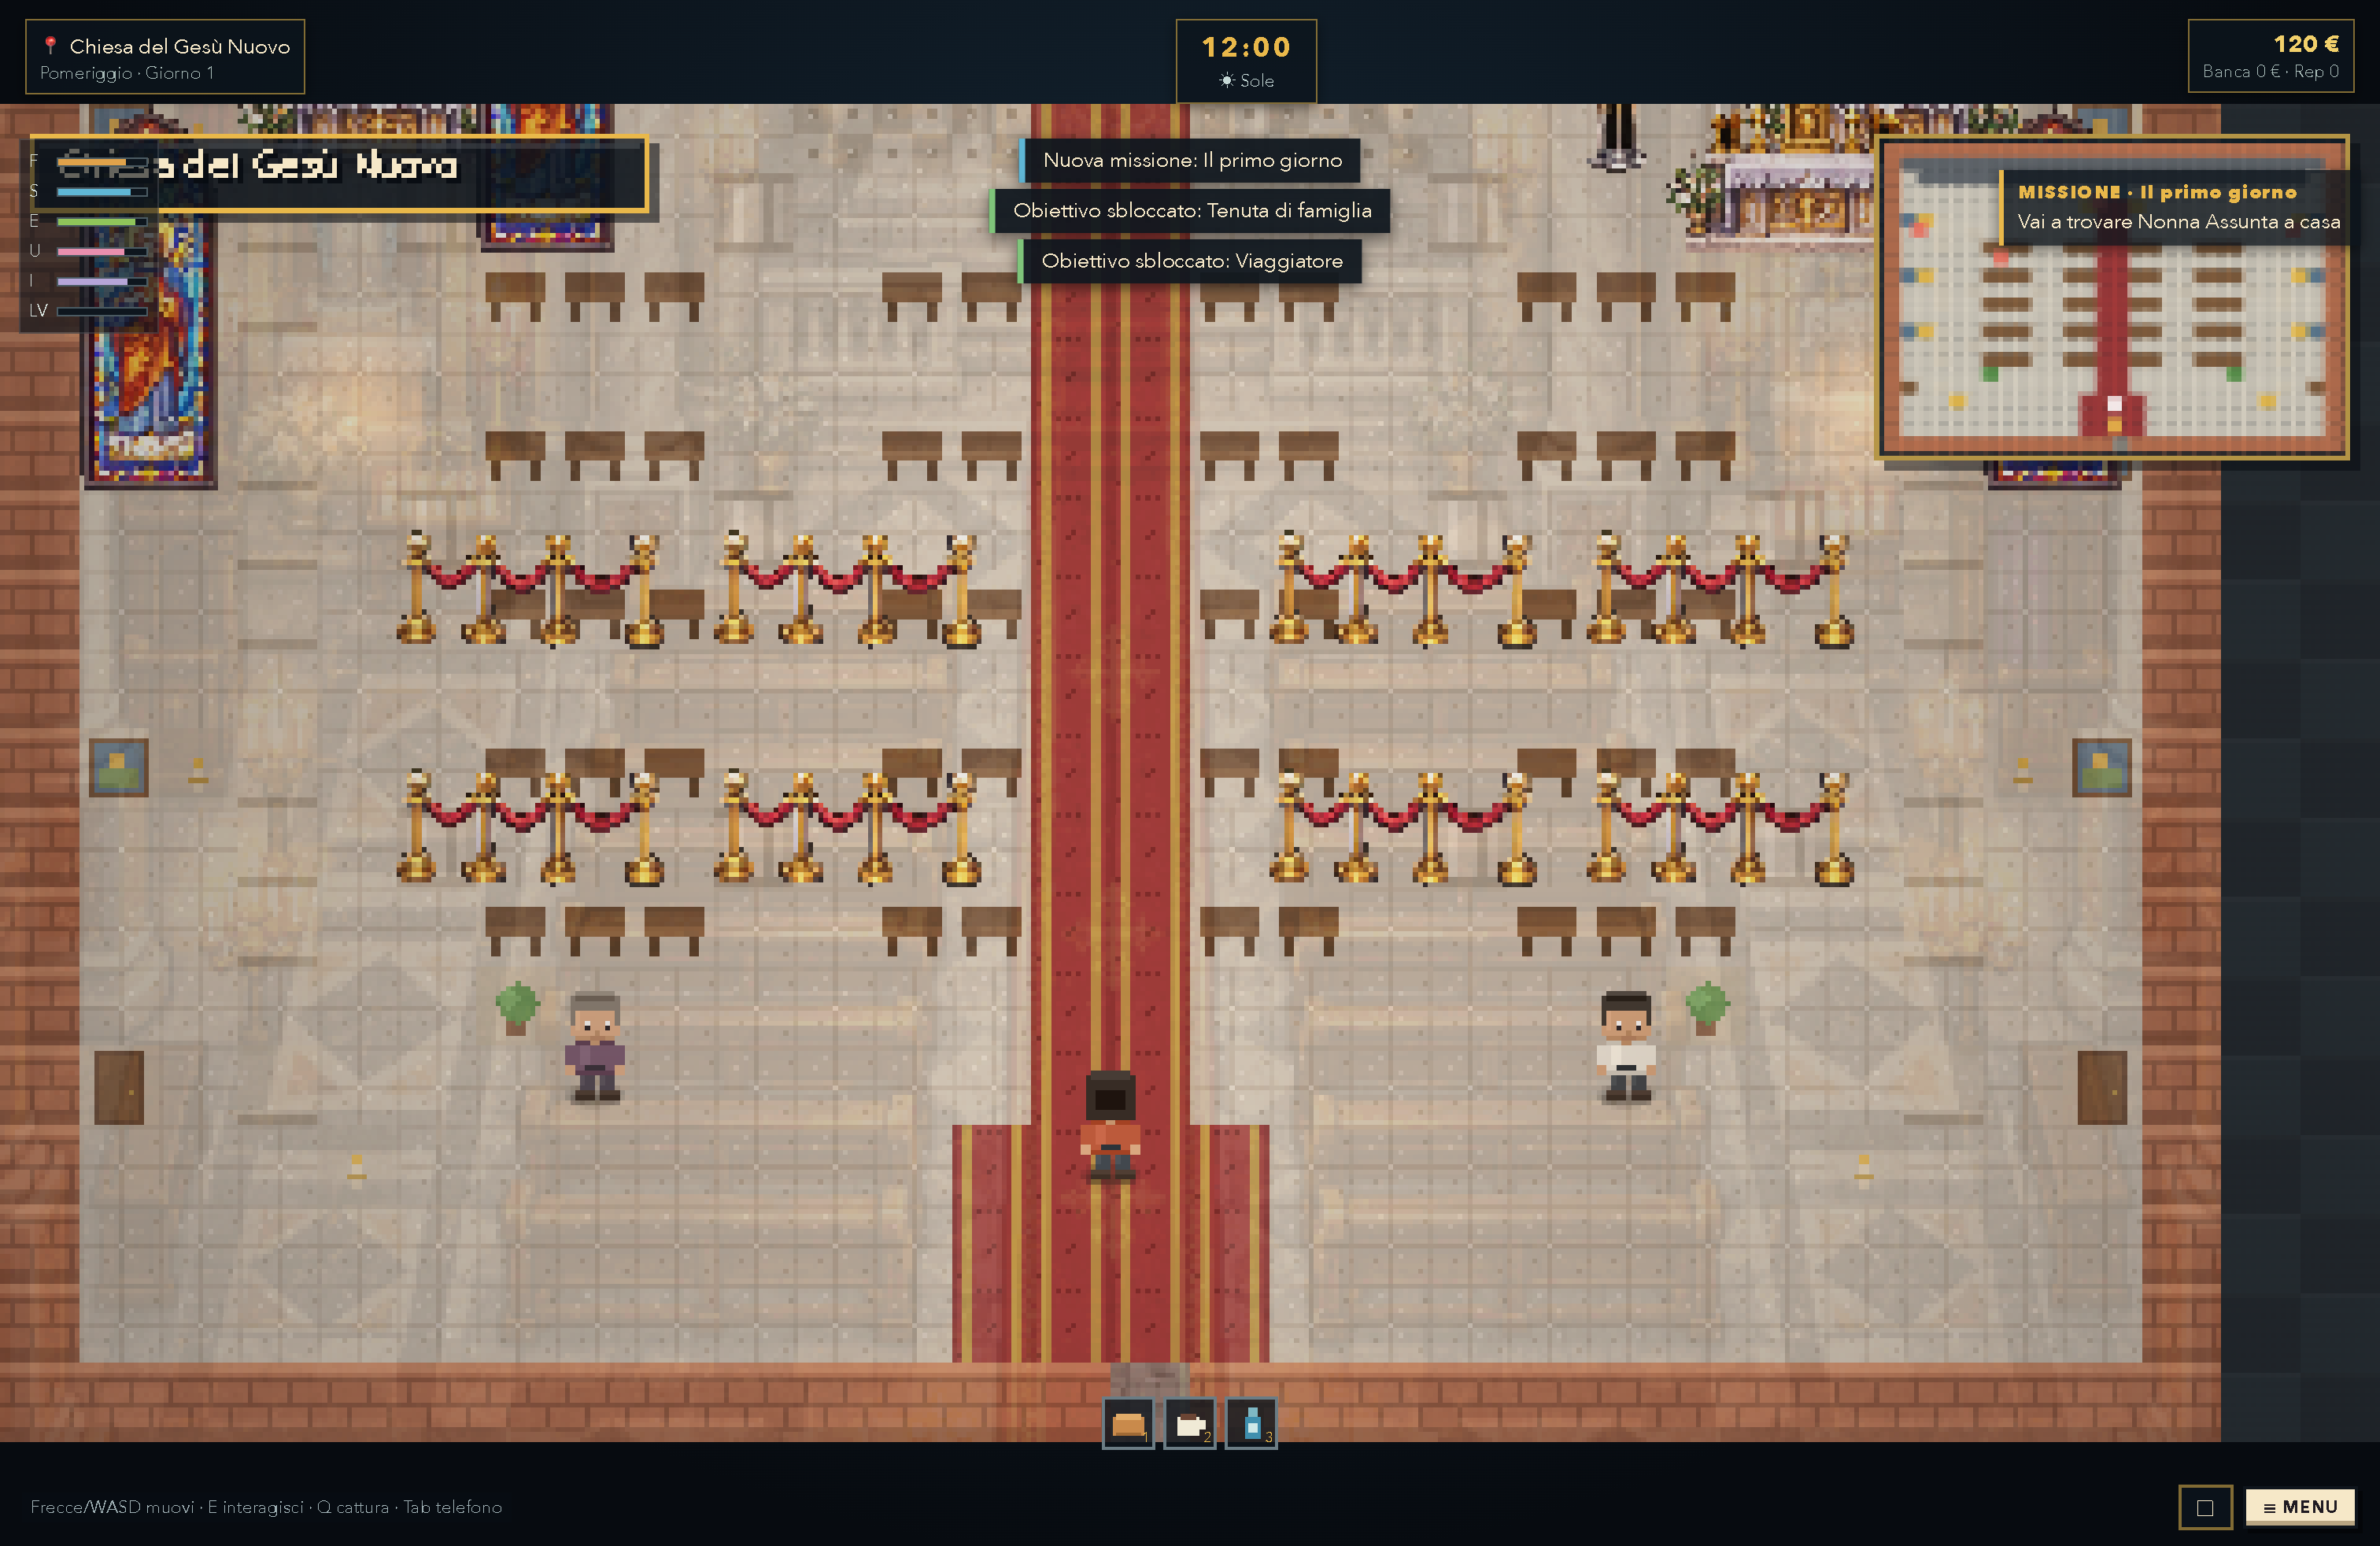 Chiesa del Gesù Nuovo
Pomeriggio · Giorno 1
12:00
Sole
120 €
Banca 0 € · Rep 0
del Gesù Nuovo
F
S
E
U
I
LV
Nuova missione: Il primo giorno
Obiettivo sbloccato: Tenuta di famiglia
Obiettivo sbloccato: Viaggiatore
MISSIONE · Il primo giorno
Vai a trovare Nonna Assunta a casa
1
2
3
Frecce/WASD muovi · E interagisci · Q cattura · Tab telefono
≡ MENU